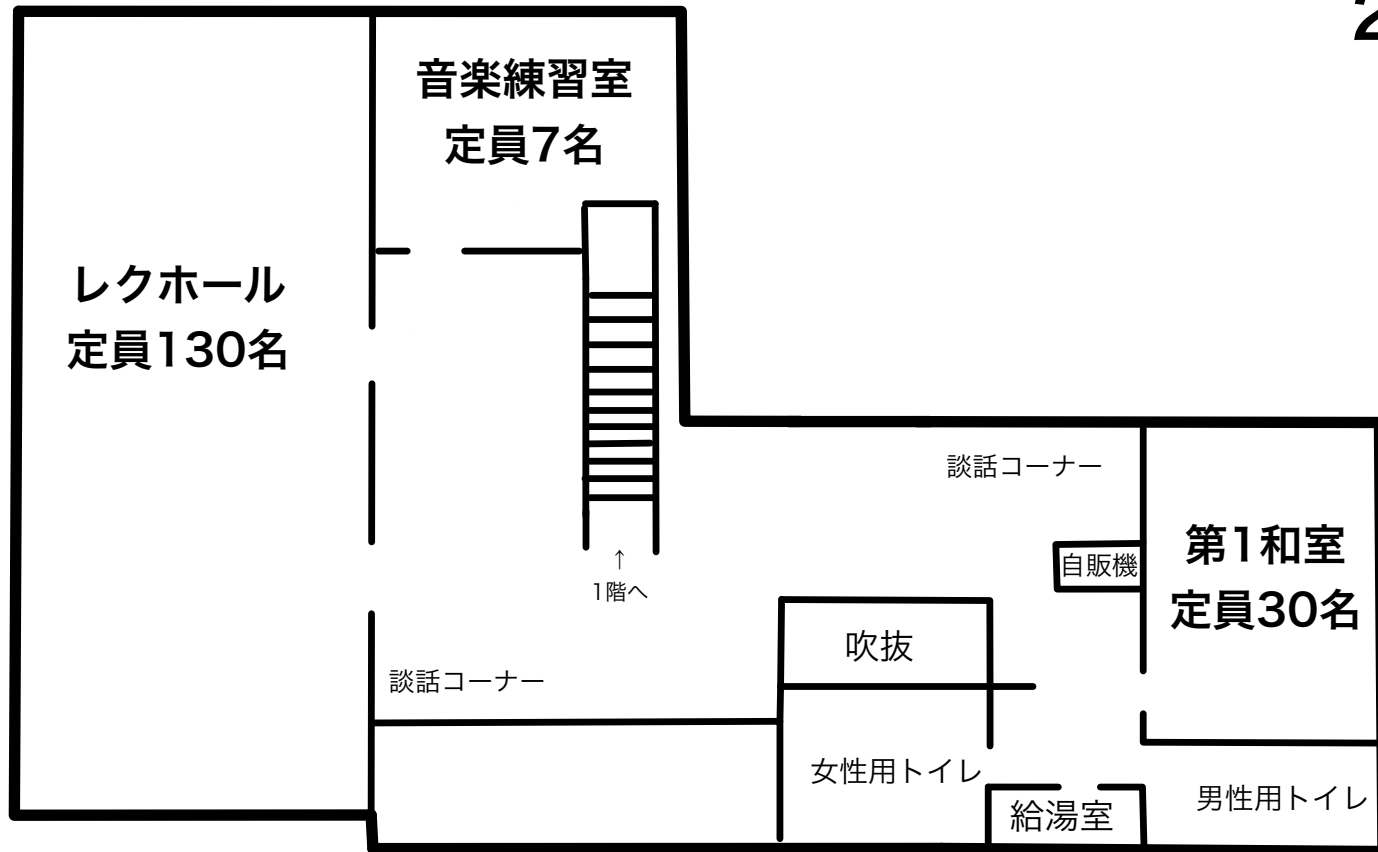 音楽練習室
定員7名
レクホール
定員130名
談話コーナー
第1和室
定員30名
自販機
↑
1階へ
吹抜
談話コーナー
女性用トイレ
給湯室
男性用トイレ